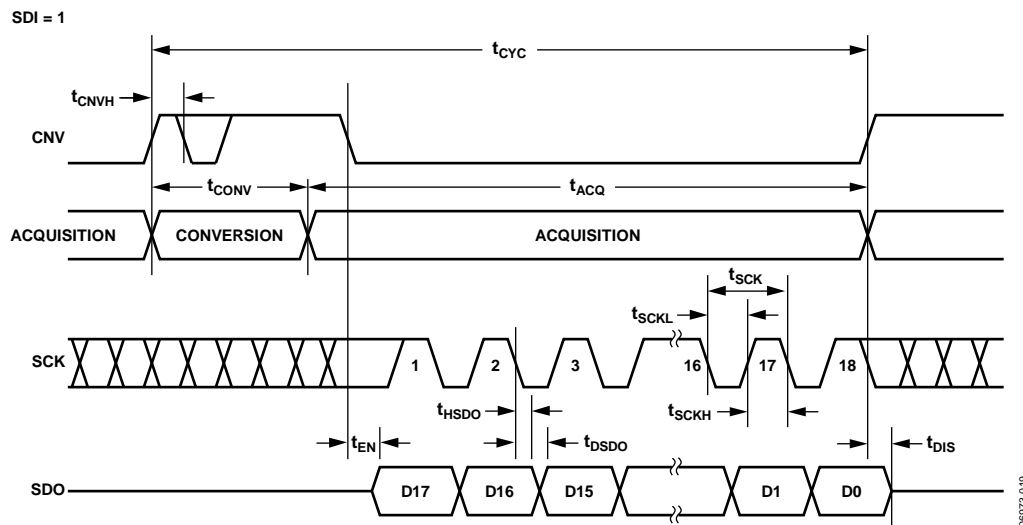 SDI = 1
tCYC
tCNVH
CNV
tCONV
tACQ
ACQUISITION
CONVERSION
ACQUISITION
tSCK
tSCKL
SCK
1
2
3
16
17
18
tHSDO
tSCKH
tEN
tDSDO
tDIS
SDO
D17
D16
D15
D1
D0